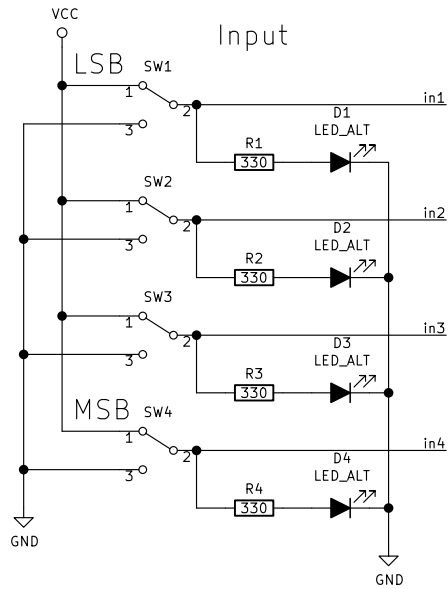 VCC
Input
LSB
SW1
1
2
3
in1
D1
LED_ALT
R1
330
SW2
1
2
3
in2
D2
LED_ALT
R2
330
SW3
1
2
3
in3
D3
LED_ALT
R3
330
MSB
SW4
1
2
3
in4
D4
LED_ALT
R4
330
GND
GND